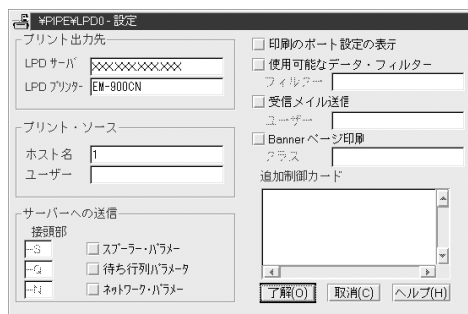 ¥PIPE¥LPD0 - 設定
プリント出力先
LPD サーバ XXXXXXXXXXX
LPD プリンター EM-900CN
プリント・ソース
ホスト名 1
ユーザー
サーバーへの送信
接頭部
-S スプーラー・パラメー
-Q 待ち行列パラメータ
-N ネットワーク・パラメー
印刷のポート設定の表示
使用可能なデータ・フィルター
フィルター
受信メイル送信
ユーザー
Banner ページ印刷
クラス
追加制御カード
了解(O) 取消(C) ヘルプ(H)